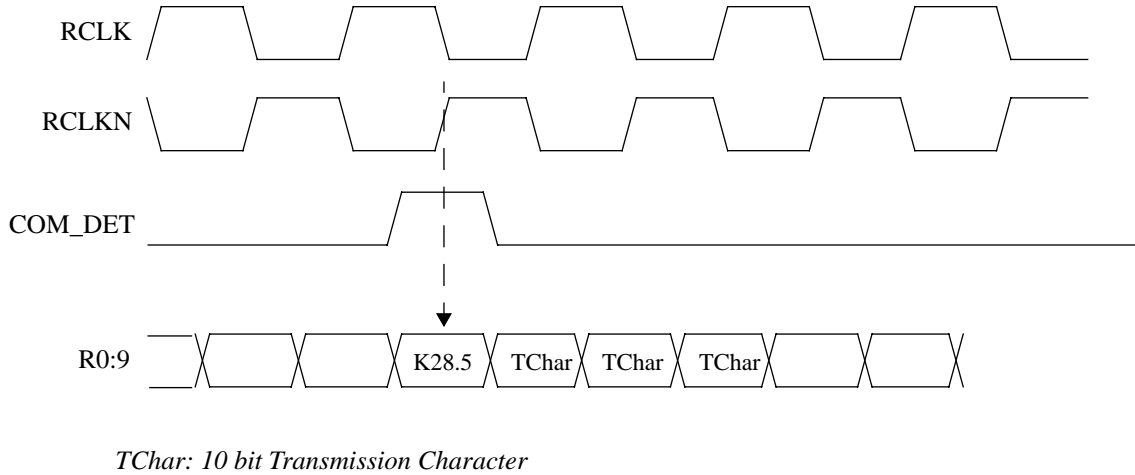 RCLK
RCLKN
COM_DET
R0:9
K28.5 TChar TChar TChar
TChar: 10 bit Transmission Character